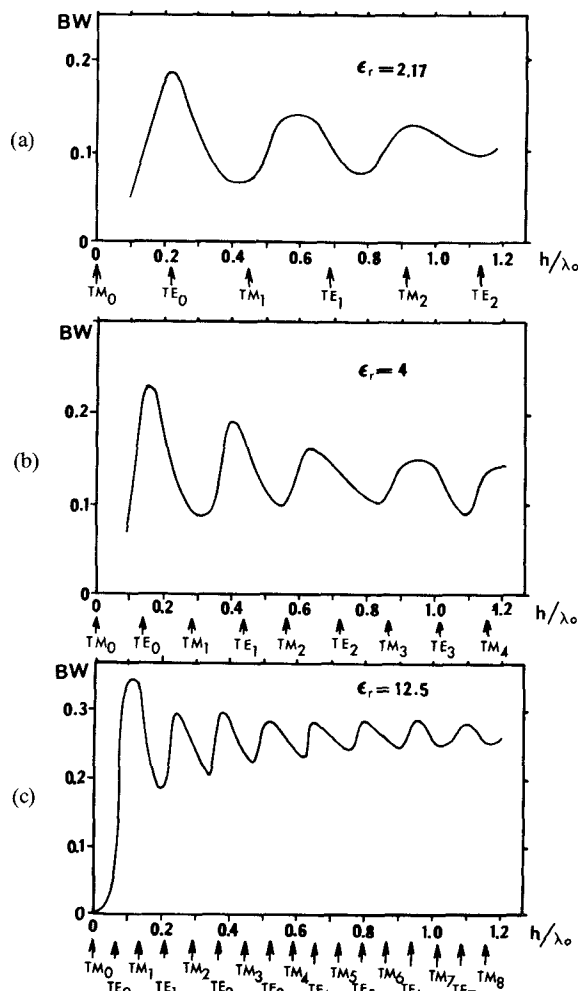 BW
0.2
εr = 2.17
(a)
0.1
0
0 0.2 0.4 0.6 0.8 1.0 1.2 h/λo
TM0 TE0 TM1 TE1 TM2 TE2
BW
εr = 4
0.2
(b)
0.1
0
0 0.2 0.4 0.6 0.8 1.0 1.2 h/λo
TM0 TE0 TM1 TE1 TM2 TE2 TM3 TE3 TM4
BW
εr = 12.5
0.3
(c)
0.2
0.1
0
0 0.2 0.4 0.6 0.8 1.0 1.2 h/λo
TM0 TM1 TM2 TM3 TM4 TM5 TM6 TM7 TM8